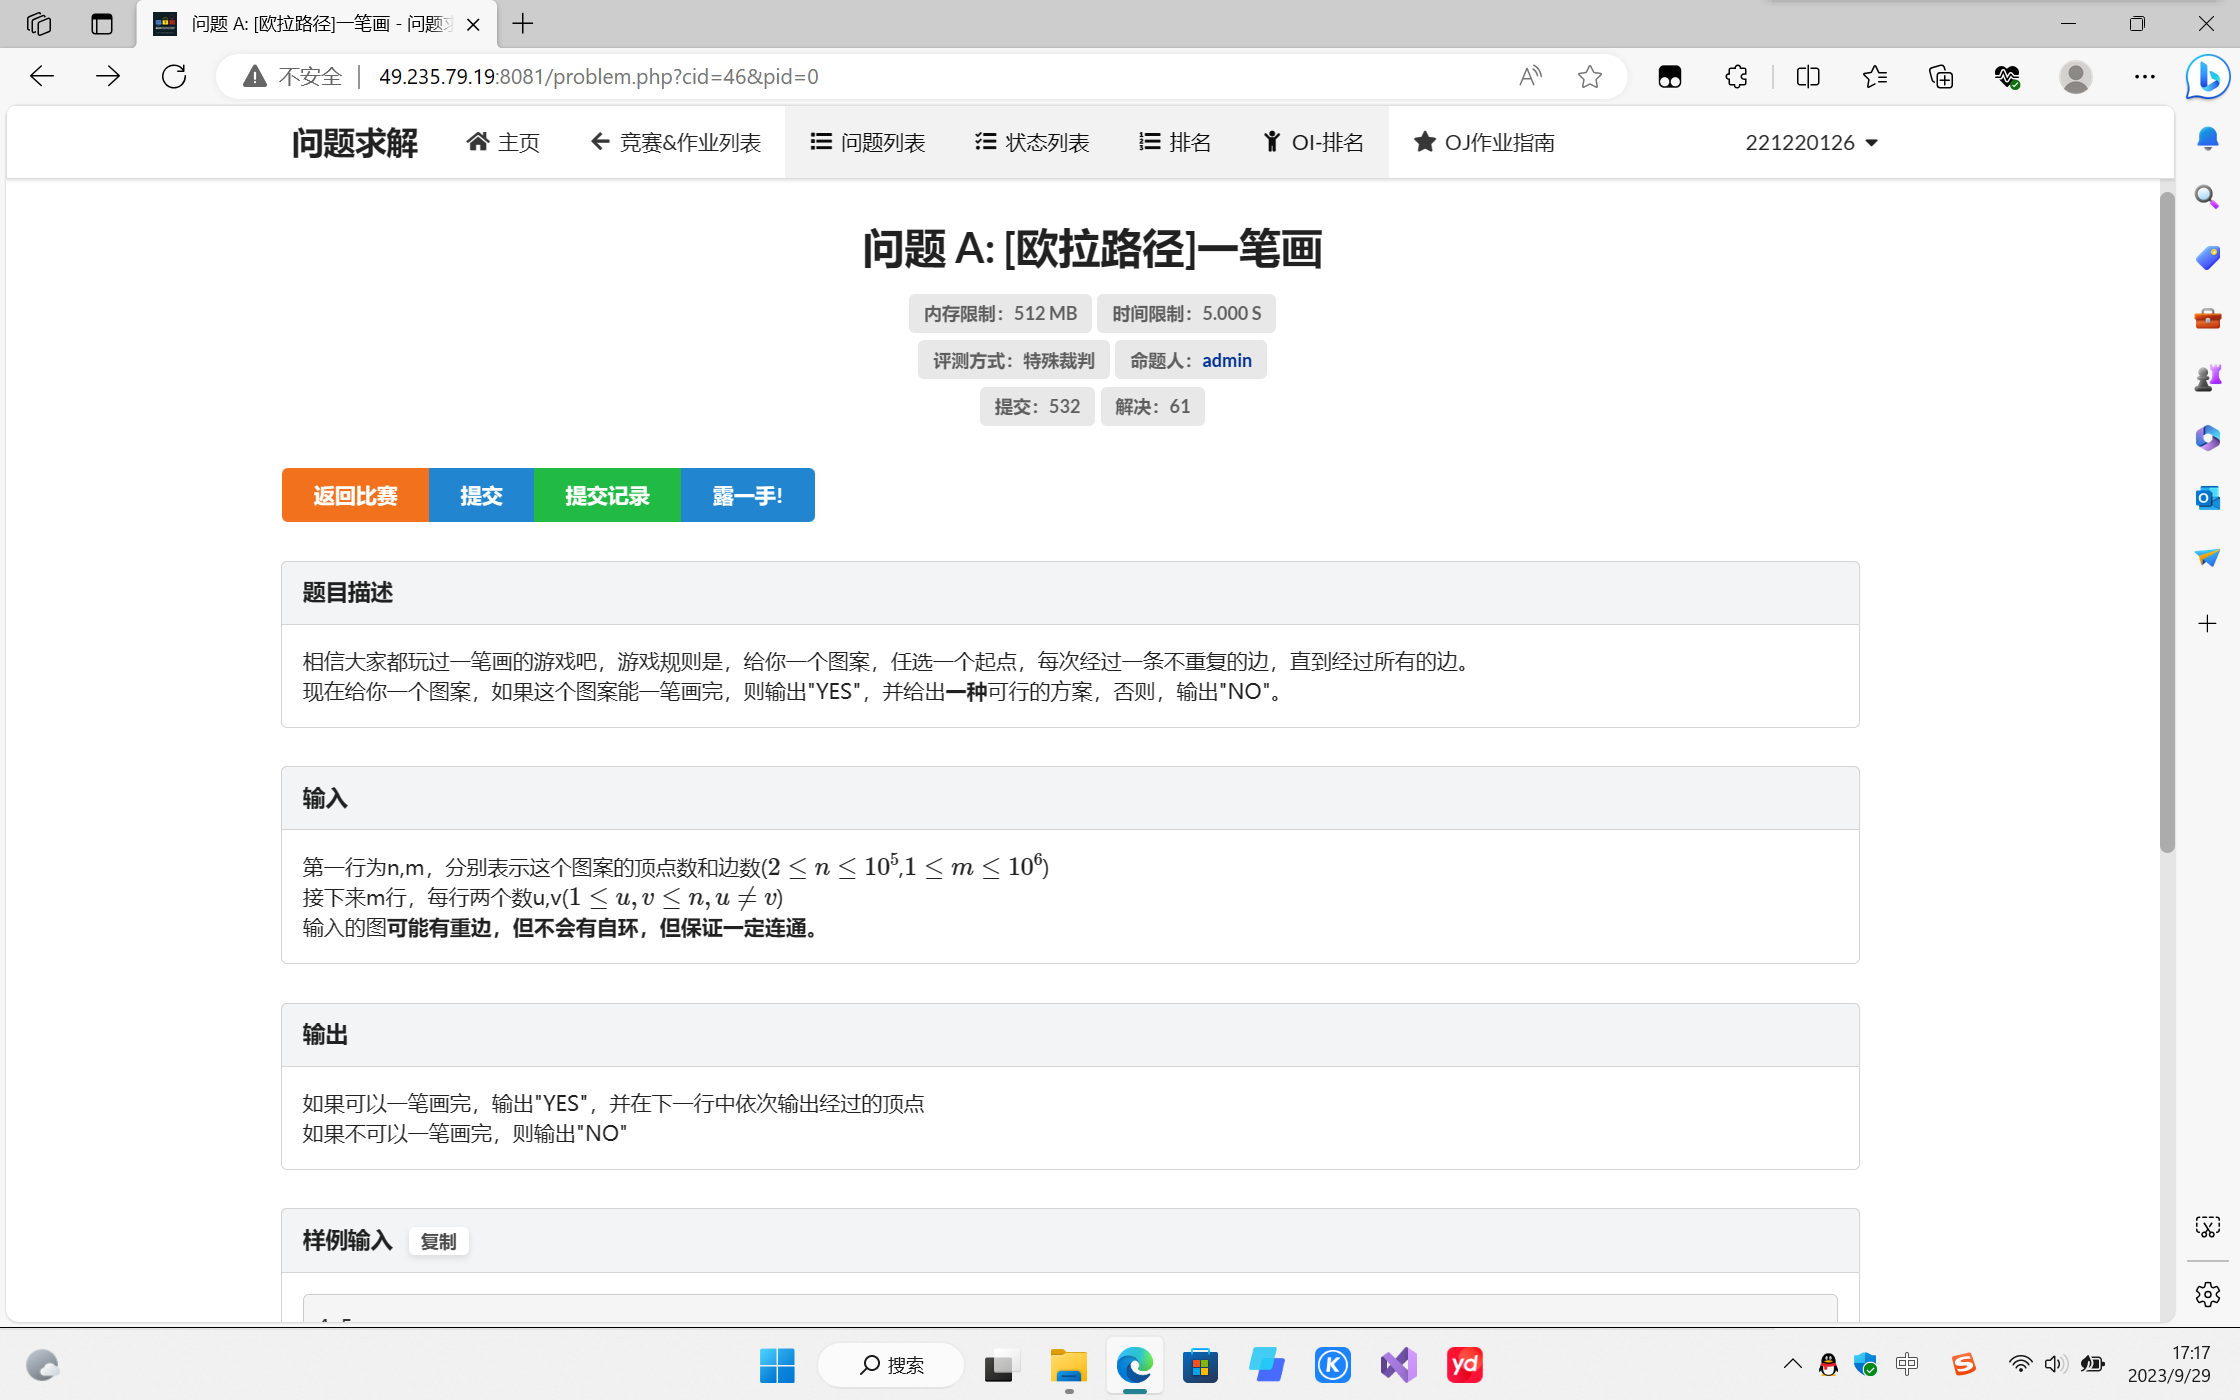 问题 A: [欧拉路径]一笔画 - 问题
不安全 49.235.79.19:8081/problem.php?cid=46&pid=0
问题求解 主页 竞赛&作业列表 问题列表 状态列表 排名 OI-排名 OJ作业指南 221220126
问题 A: [欧拉路径]一笔画
内存限制：512 MB 时间限制：5.000 S
评测方式：特殊裁判 命题人：admin
提交：532 解决：61
返回比赛 提交 提交记录 露一手!
题目描述
相信大家都玩过一笔画的游戏吧，游戏规则是，给你一个图案，任选一个起点，每次经过一条不重复的边，直到经过所有的边。
现在给你一个图案，如果这个图案能一笔画完，则输出"YES"，并给出一种可行的方案，否则，输出"NO"。
输入
第一行为n,m，分别表示这个图案的顶点数和边数(2 ≤ n ≤ 10⁵,1 ≤ m ≤ 10⁶)
接下来m行，每行两个数u,v(1 ≤ u, v ≤ n, u ≠ v)
输入的图可能有重边，但不会有自环，但保证一定连通。
输出
如果可以一笔画完，输出"YES"，并在下一行中依次输出经过的顶点
如果不可以一笔画完，则输出"NO"
样例输入 复制
搜索
yd
中
17:17
2023/9/29